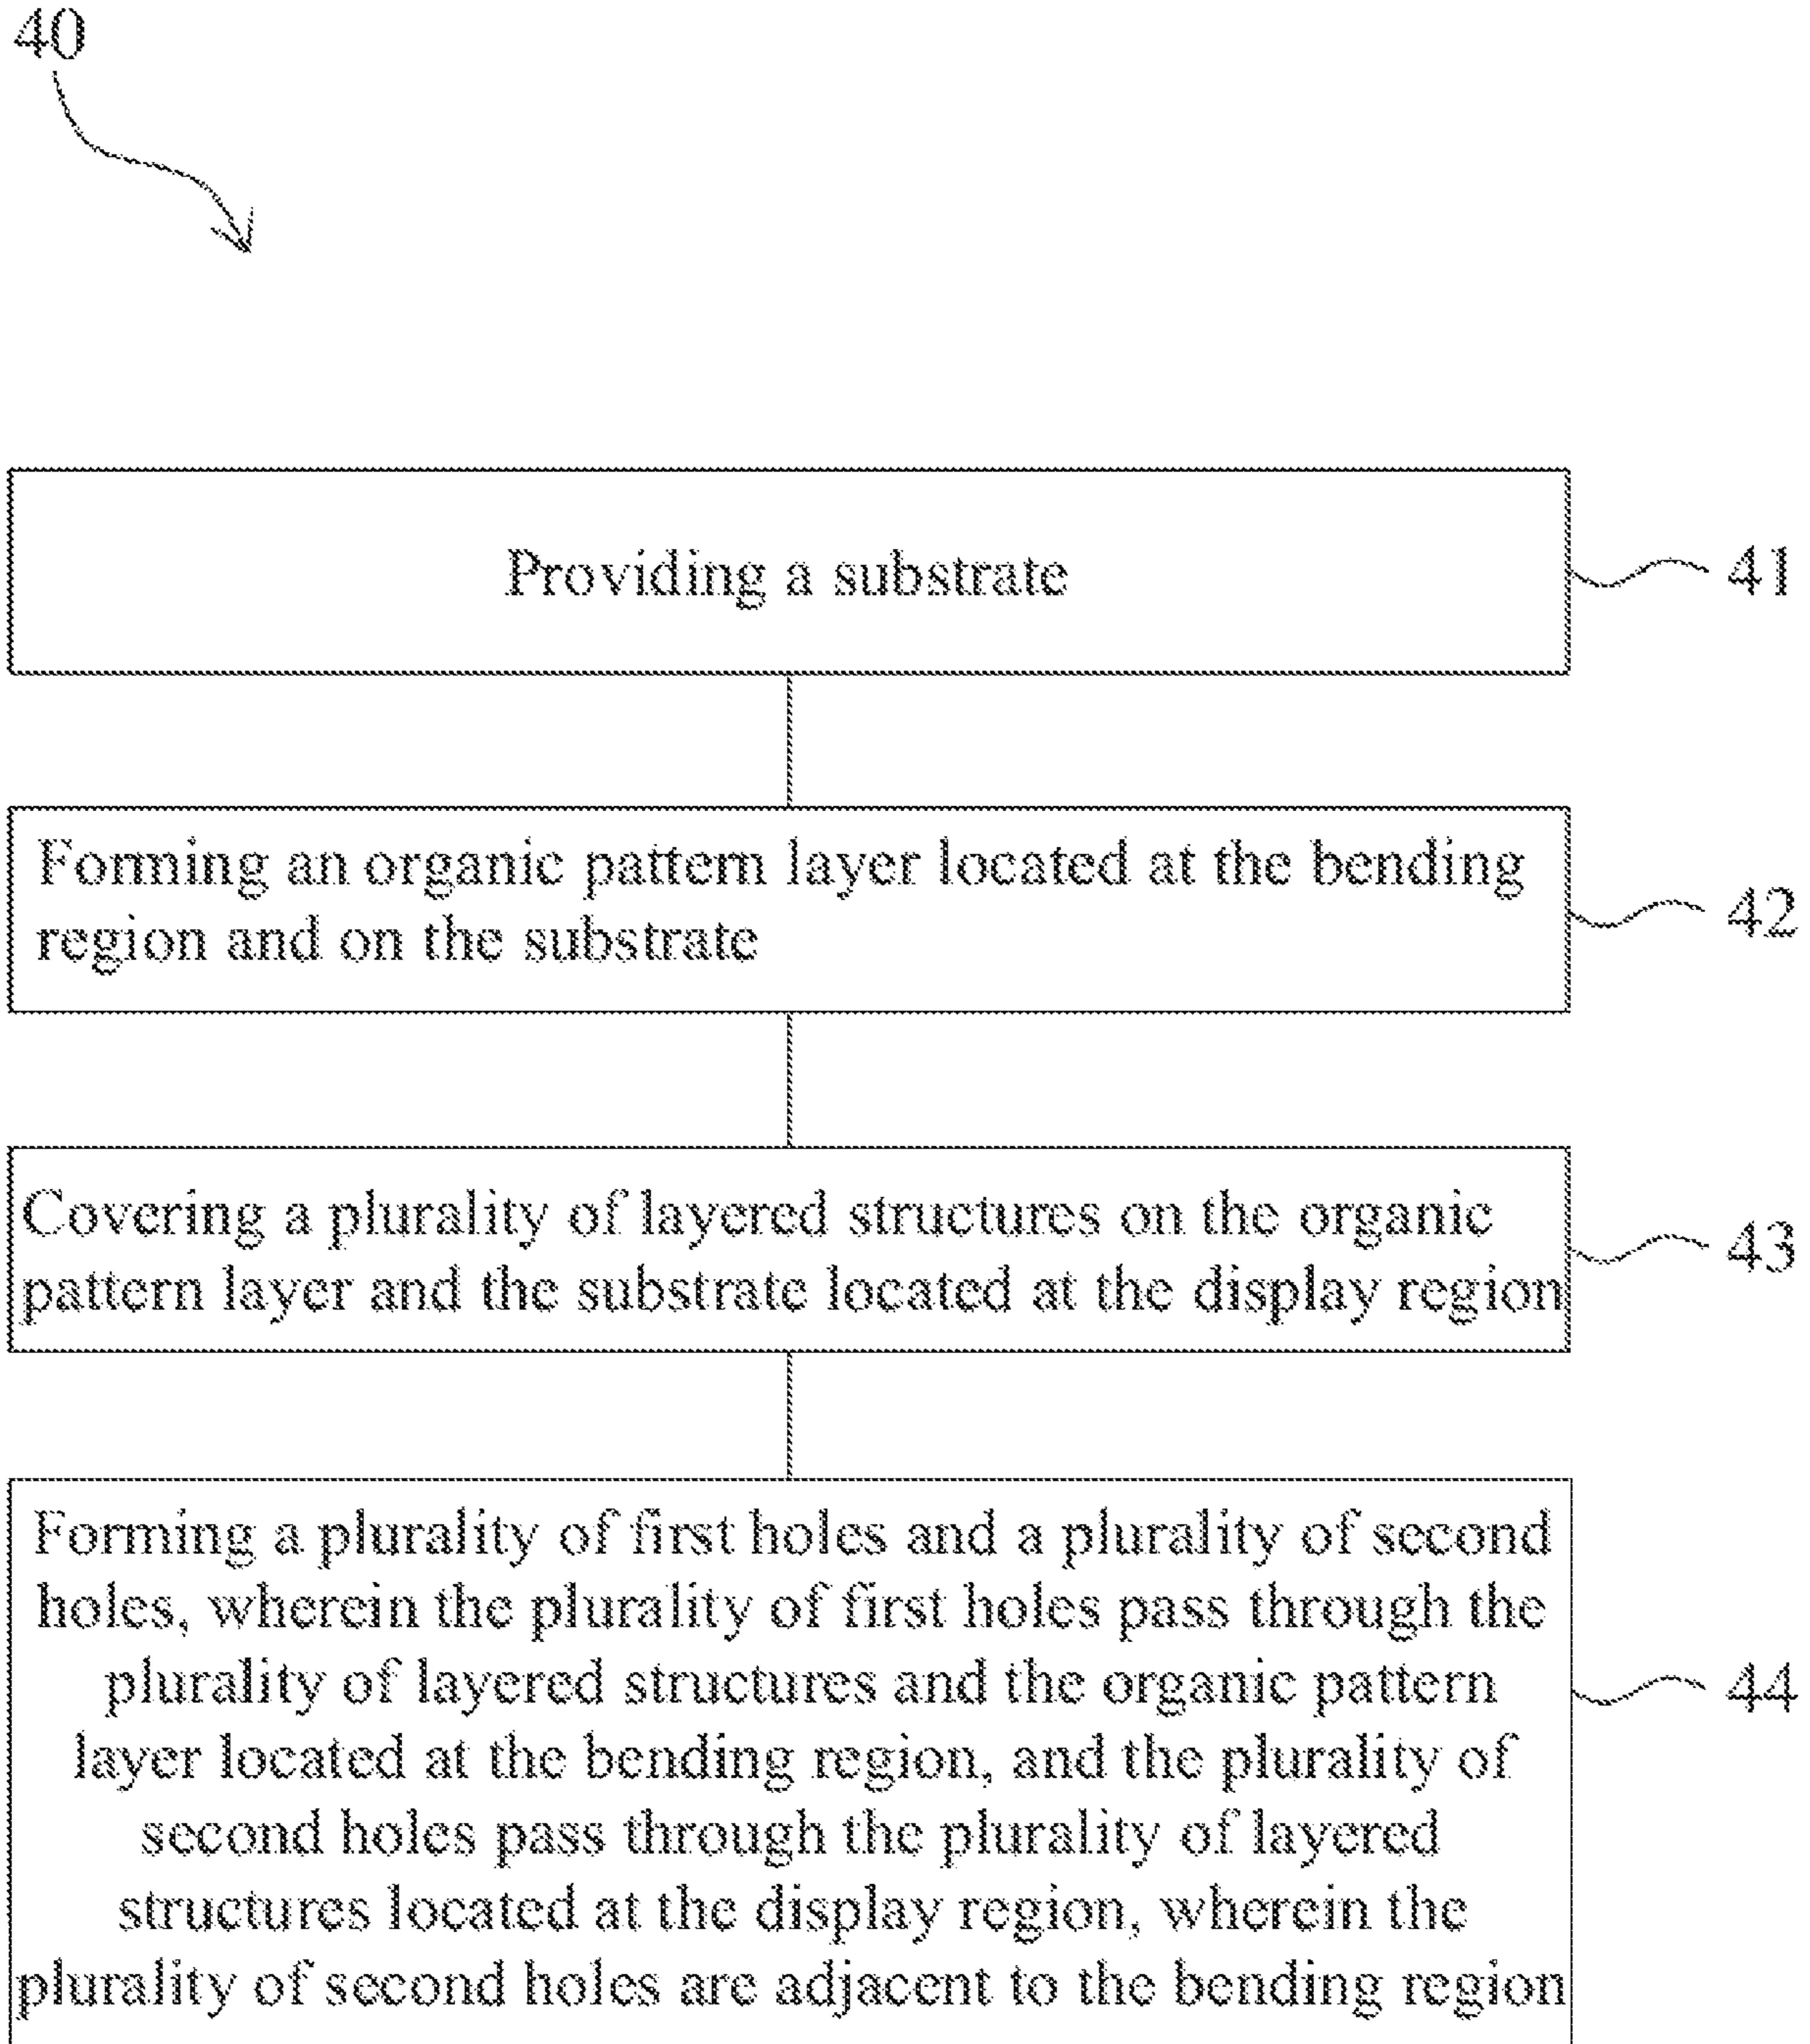 40
Providing a substrate
41
Forming an organic pattern layer located at the bending
region and on the substrate
42
Covering a plurality of layered structures on the organic
pattern layer and the substrate located at the display region
43
Forming a plurality of first holes and a plurality of second
holes, wherein the plurality of first holes pass through the
plurality of layered structures and the organic pattern
layer located at the bending region, and the plurality of
second holes pass through the plurality of layered
structures located at the display region, wherein the
plurality of second holes are adjacent to the bending region
44